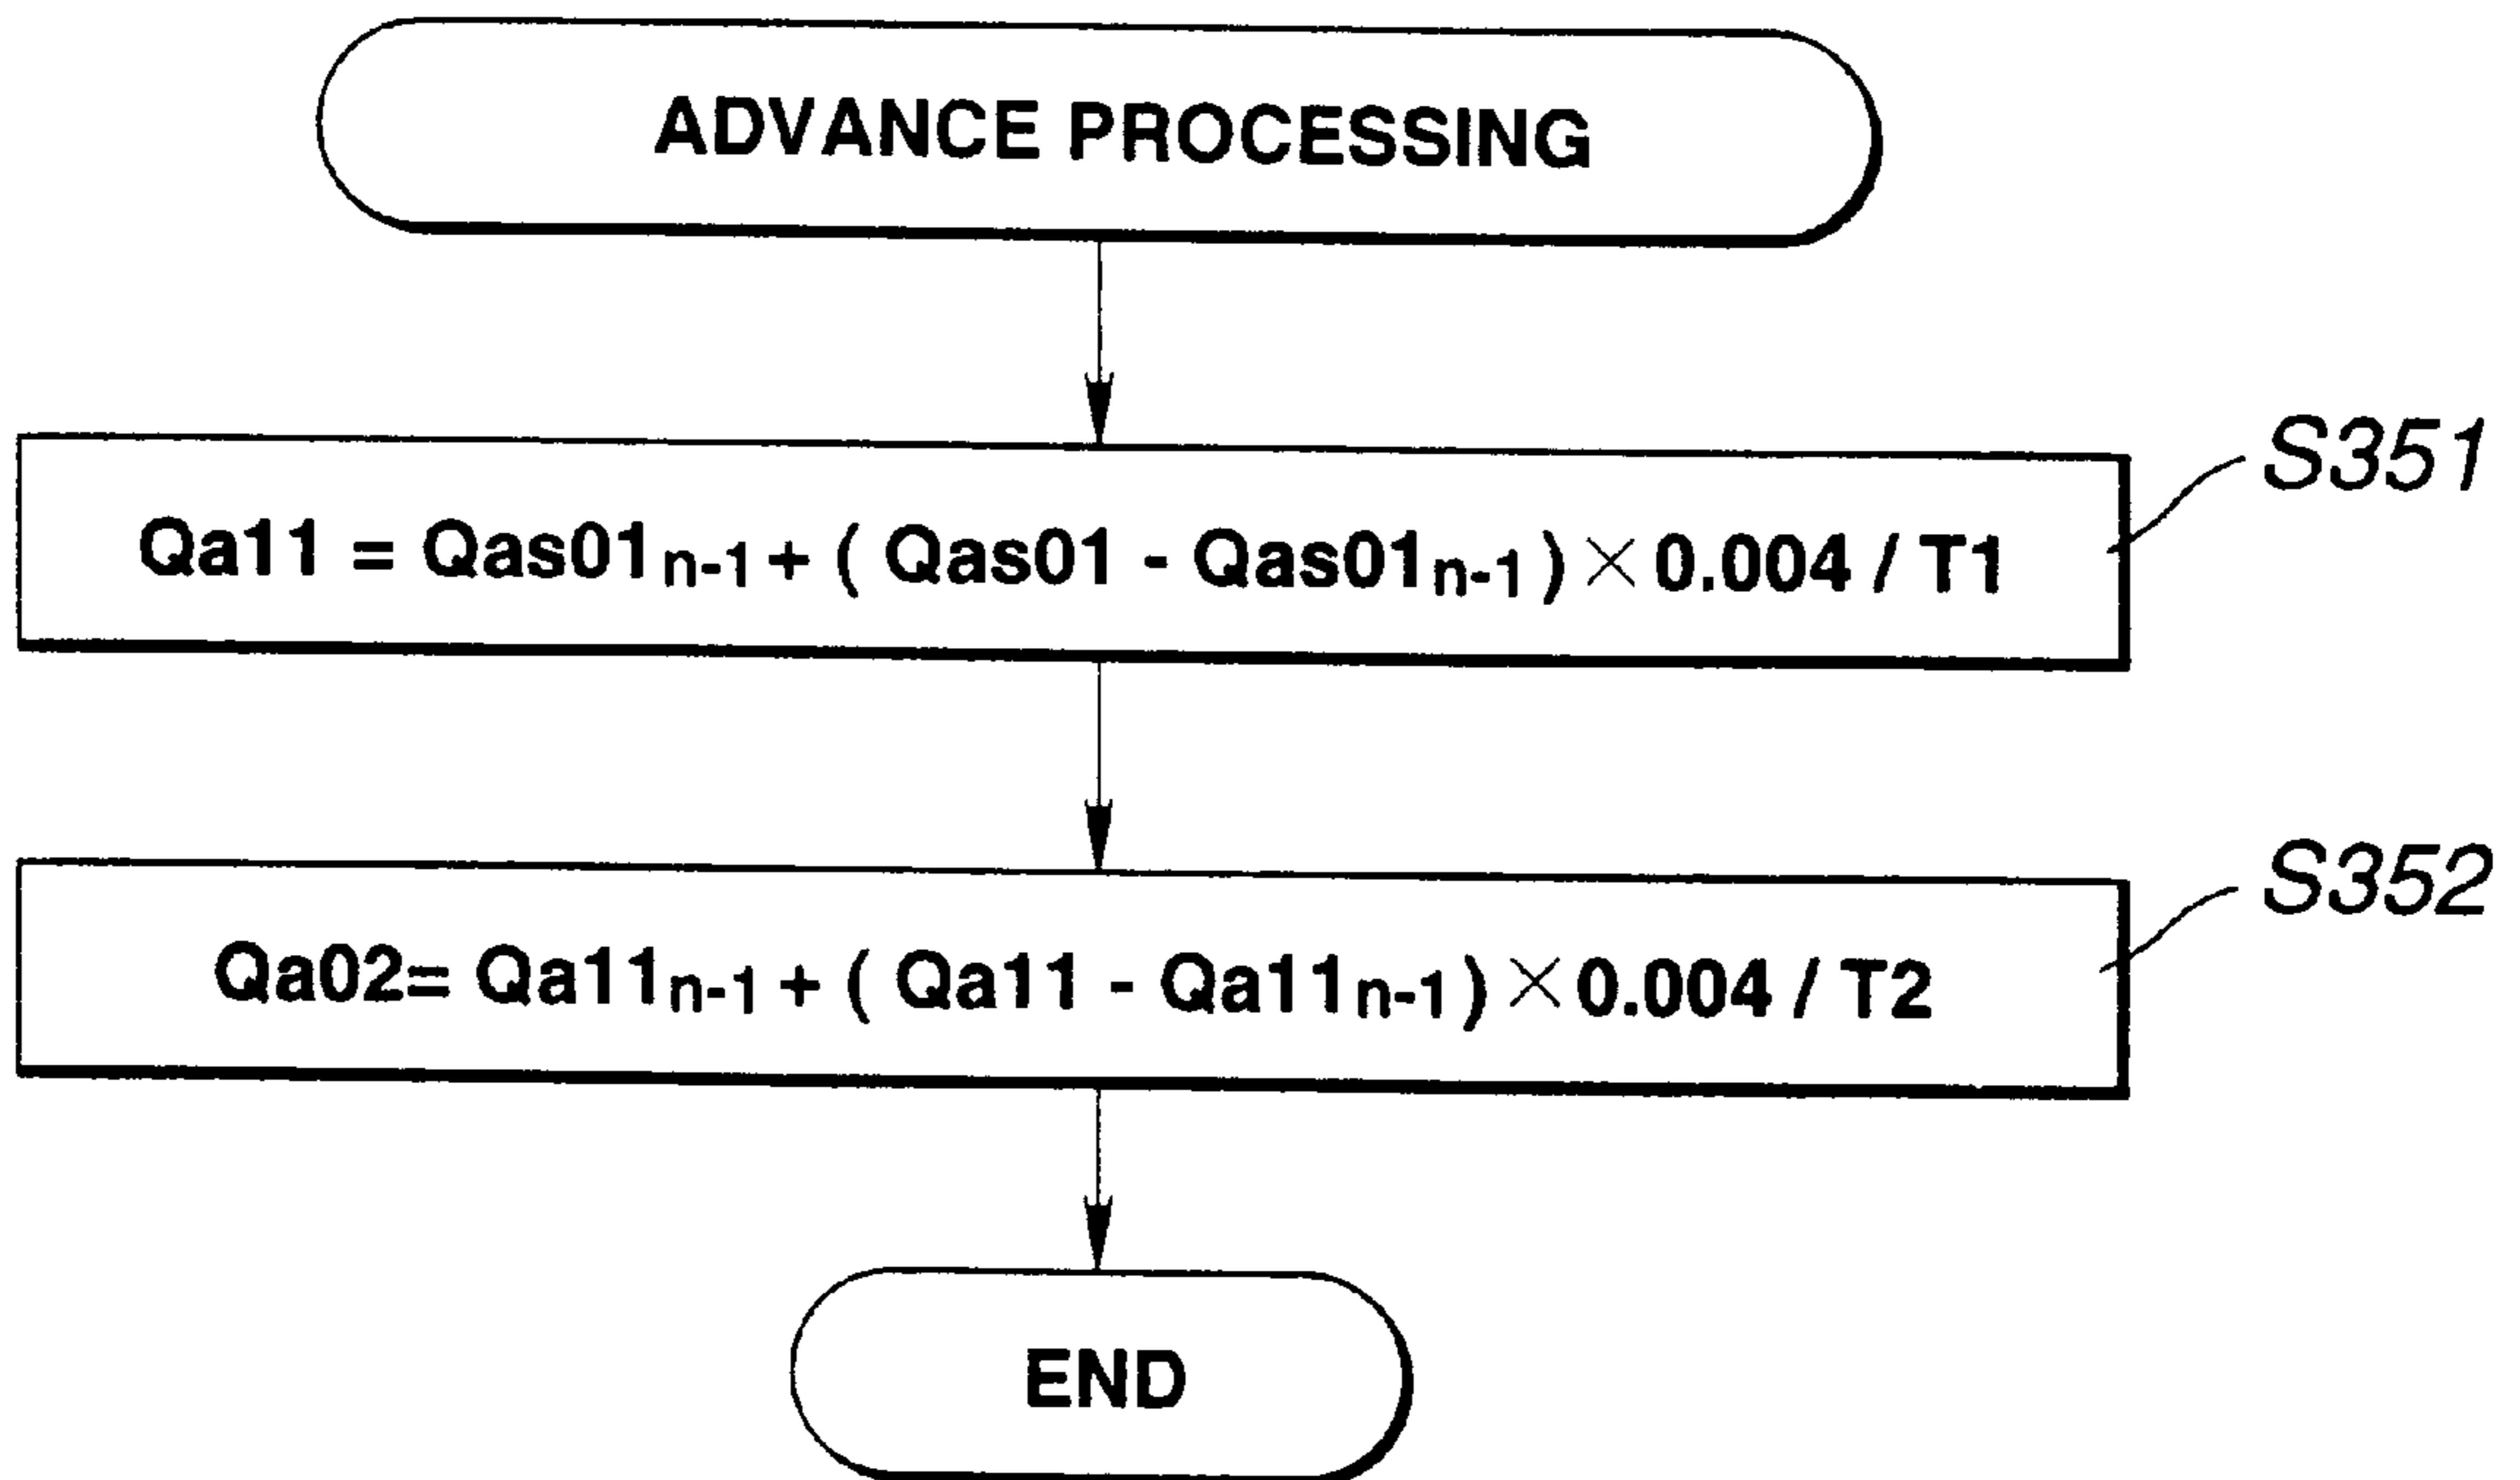 ADVANCE PROCESSING
S351
Qa11 = Qas01n-1 + ( Qas01 - Qas01n-1 ) × 0.004 / T1
S352
Qa02= Qa11n-1 + ( Qa11 - Qa11n-1 ) × 0.004 / T2
END